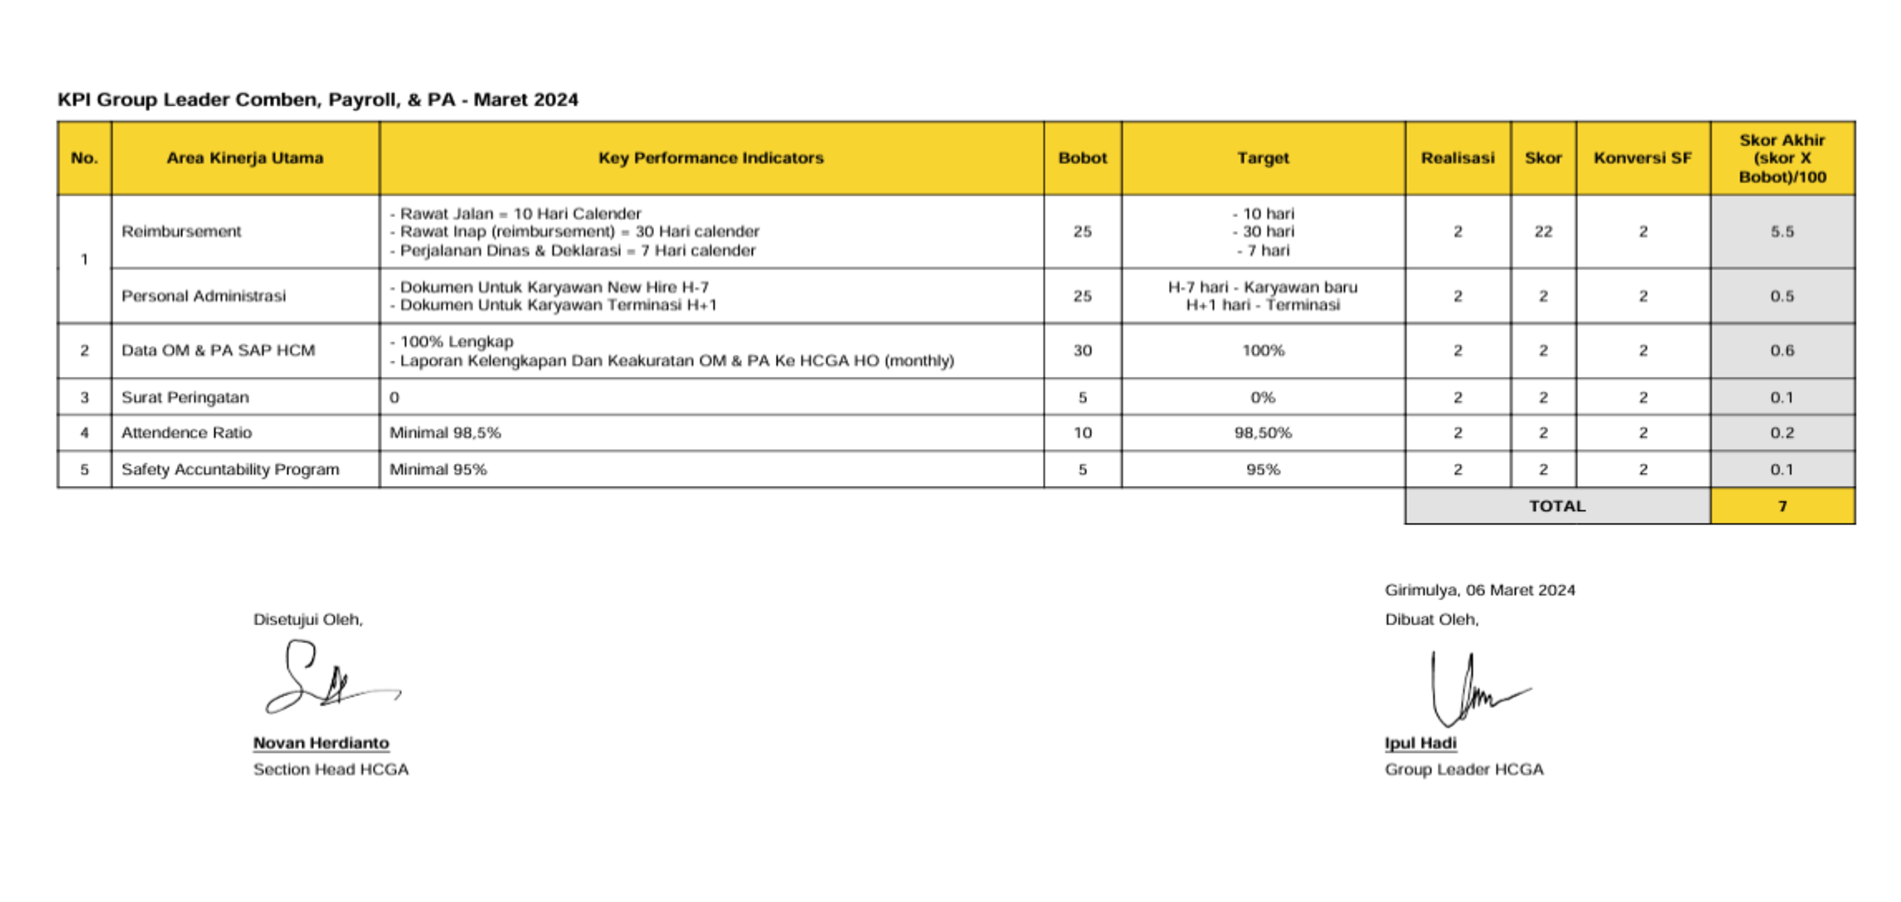 KPI Group Leader Comben, Payroll, & PA - Maret 2024
No. Area Kinerja Utama Key Performance Indicators Bobot Target Realisasi Skor Konversi SF Skor Akhir (skor X Bobot)/100
1 Reimbursement
- Rawat Jalan = 10 Hari Calender
- Rawat Inap (reimbursement) = 30 Hari calender
- Perjalanan Dinas & Deklarasi = 7 Hari calender
25
- 10 hari
- 30 hari
- 7 hari
2 22 2 5.5
Personal Administrasi
- Dokumen Untuk Karyawan New Hire H-7
- Dokumen Untuk Karyawan Terminasi H+1
25
H-7 hari - Karyawan baru
H+1 hari - Terminasi
2 2 2 0.5
2 Data OM & PA SAP HCM
- 100% Lengkap
- Laporan Kelengkapan Dan Keakuratan OM & PA Ke HCGA HO (monthly)
30 100% 2 2 2 0.6
3 Surat Peringatan 0 5 0% 2 2 2 0.1
4 Attendence Ratio Minimal 98,5% 10 98,50% 2 2 2 0.2
5 Safety Accuntability Program Minimal 95% 5 95% 2 2 2 0.1
TOTAL 7
Girimulya, 06 Maret 2024
Disetujui Oleh,
Dibuat Oleh,
Novan Herdianto
Section Head HCGA
Ipul Hadi
Group Leader HCGA